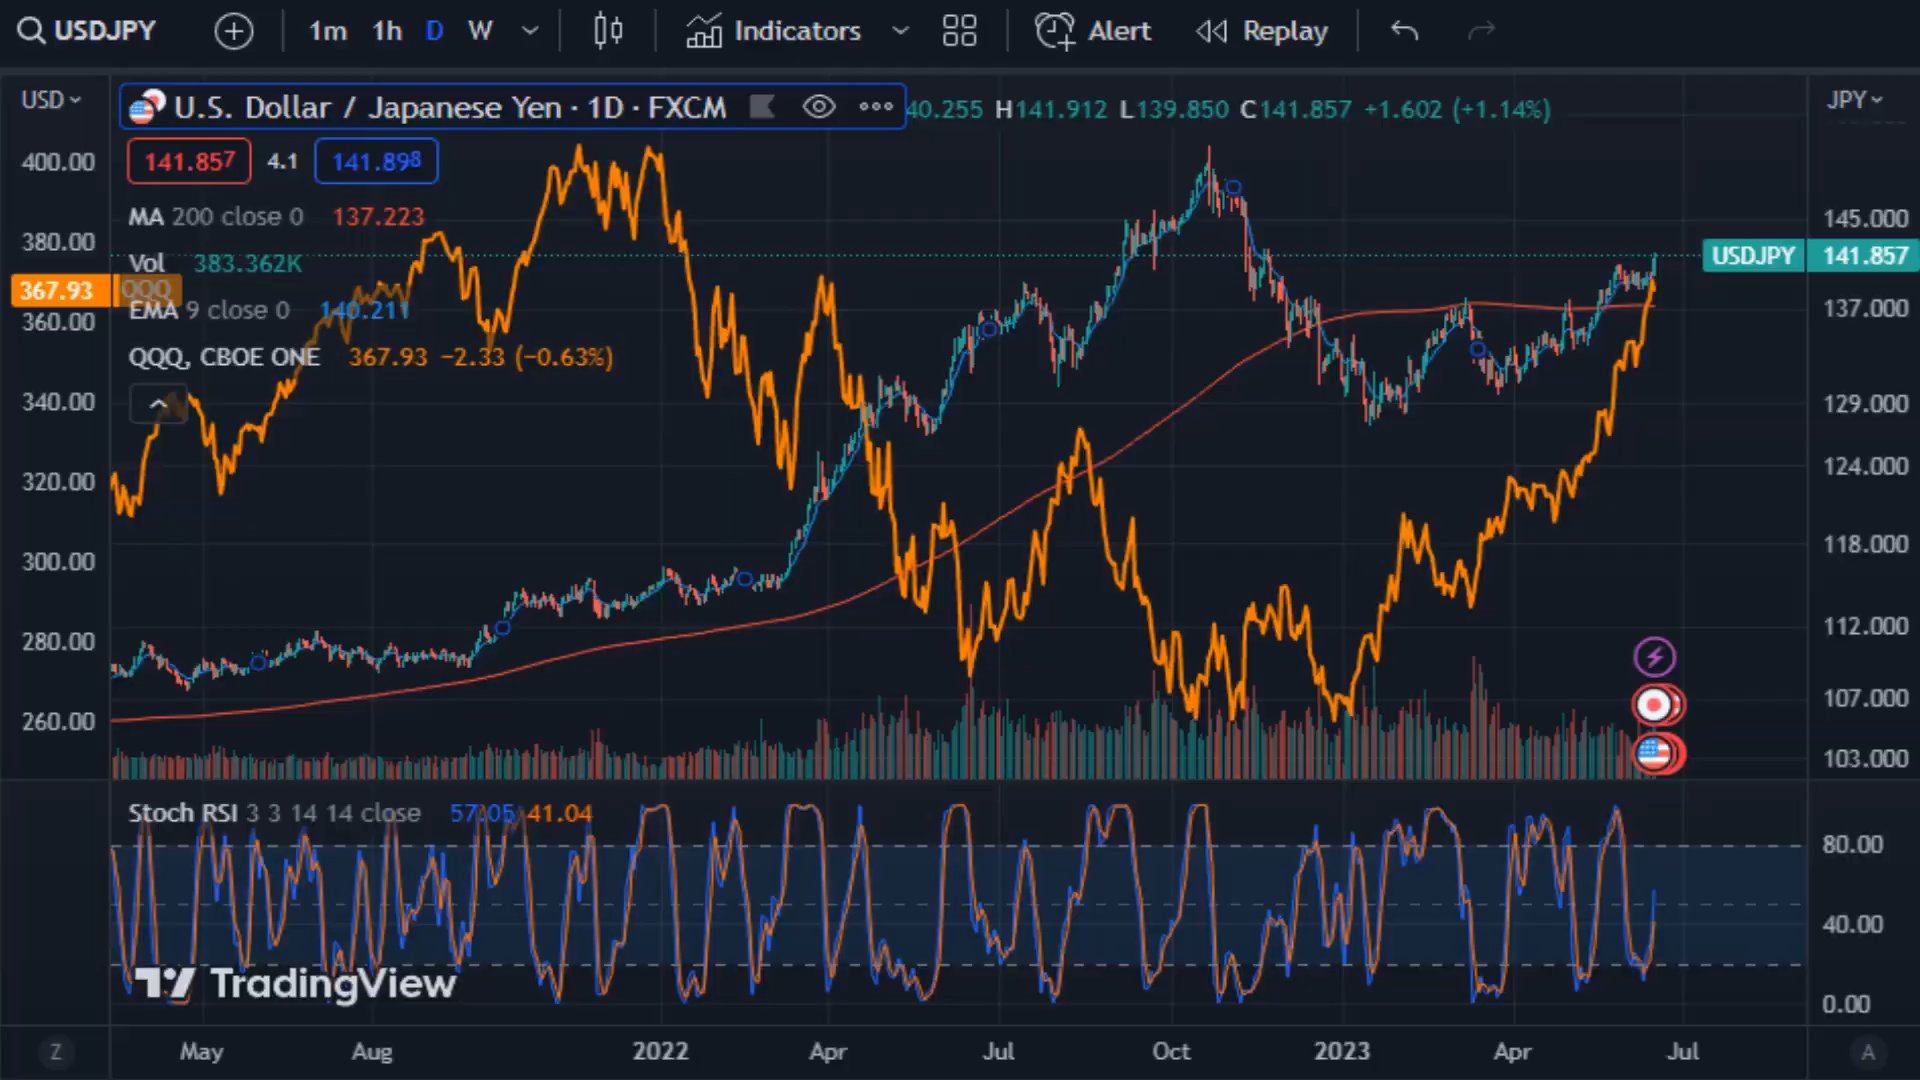 USDJPY 1m 1h D W Indicators Alert Replay
USD
U.S. Dollar / Japanese Yen · 1D · FXCM 40.255 H141.912 L139.850 C141.857 +1.602 (+1.14%)
JPY
141.857 4.1 141.898
MA 200 close 0 137.223
Vol 383.362K
QQQ
EMA 9 close 0 140.211
QQQ, CBOE ONE 367.93 −2.33 (−0.63%)
400.00
380.00
367.93
360.00
340.00
320.00
300.00
280.00
260.00
145.000
USDJPY 141.857
137.000
129.000
124.000
118.000
112.000
107.000
103.000
Stoch RSI 3 3 14 14 close 57.05 41.04
80.00
40.00
0.00
TradingView
Z May Aug 2022 Apr Jul Oct 2023 Apr Jul A